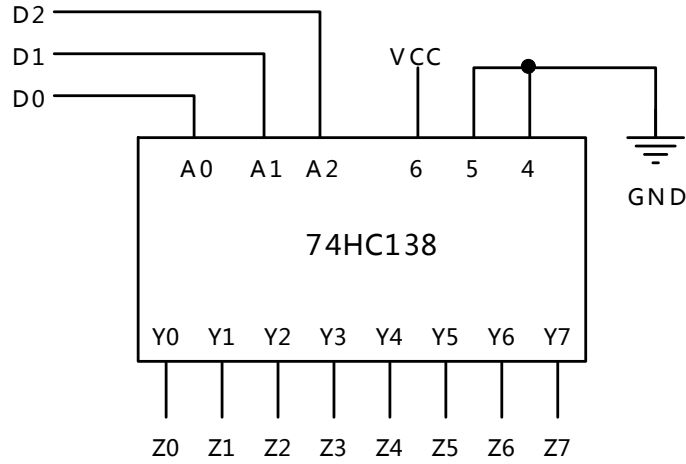 D2
D1
D0
VCC
A0 A1 A2 6 5 4
GND
74HC138
Y0 Y1 Y2 Y3 Y4 Y5 Y6 Y7
Z0 Z1 Z2 Z3 Z4 Z5 Z6 Z7